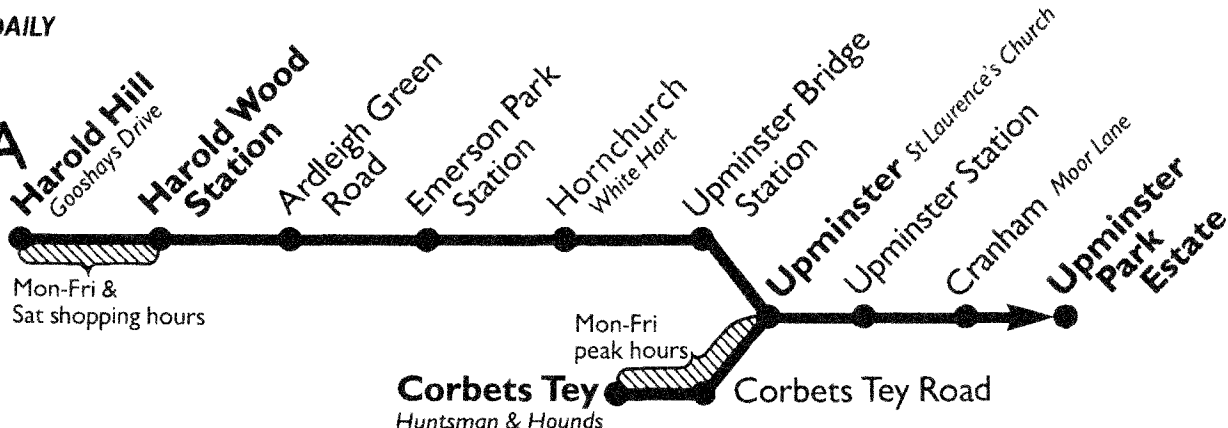 DAILY
A
Harold Hill
Gooshays Drive
Harold Wood
Station
Ardleigh Green
Road
Emerson Park
Station
Hornchurch
White Hart
Upminster Bridge
Station
Upminster St Laurence's Church
Upminster Station
Cranham Moor Lane
Upminster
Park
Estate
Mon-Fri &
Sat shopping hours
Mon-Fri
peak hours
Corbets Tey
Huntsman & Hounds
Corbets Tey Road